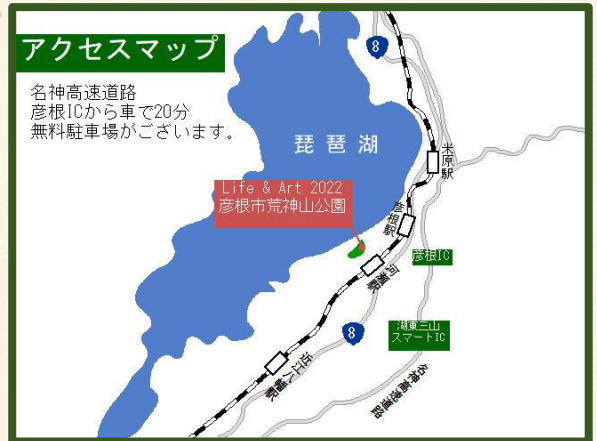 アクセスマップ
名神高速道路
彦根ICから車で20分
無料駐車場がございます。
8
琵琶湖
米原駅
Life & Art 2022
彦根市荒神山公園
彦根駅
彦根IC
河瀬駅
湖東三山
スマートIC
8
近江八幡駅
名神高速道路